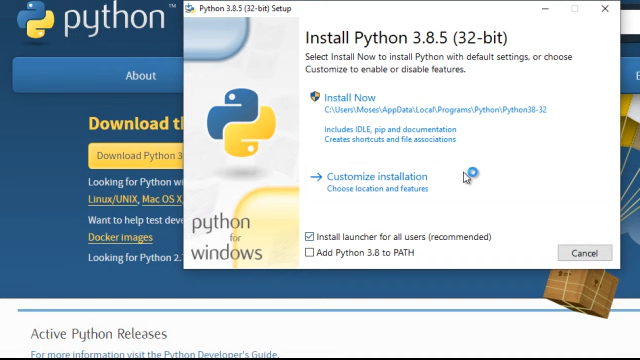 python™
About
Download th
Download Python 3
Looking for Python wi
Linux/UNIX, Mac OS X
Want to help test deve
Docker images
Looking for Python 2.
Python 3.8.5 (32-bit) Setup
Install Python 3.8.5 (32-bit)
Select Install Now to install Python with default settings, or choose
Customize to enable or disable features.
Install Now
C:\Users\Moses\AppData\Local\Programs\Python\Python38-32
Includes IDLE, pip and documentation
Creates shortcuts and file associations
Customize installation
Choose location and features
python
for
windows
Install launcher for all users (recommended)
Add Python 3.8 to PATH
Cancel
Active Python Releases
For more information visit the Python Developer's Guide.